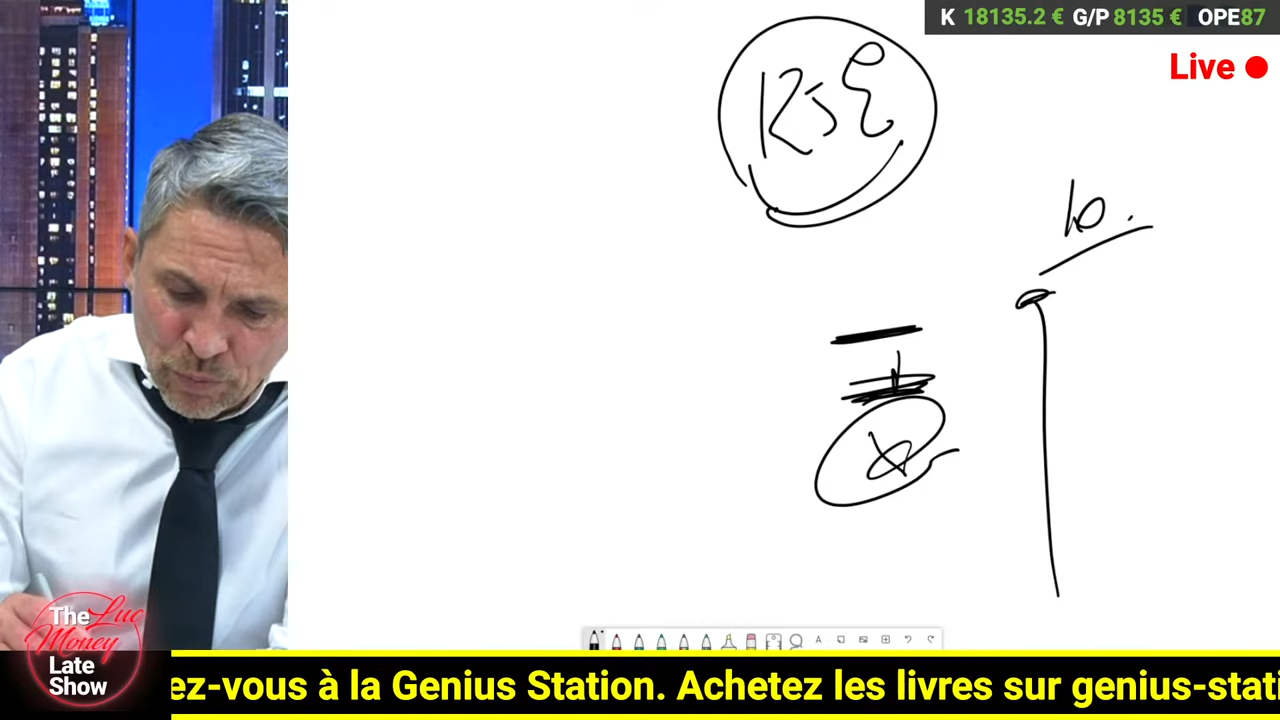 K 18135.2 € G/P 8135 € OPE87
Live
The Luc
Money
Late
Show
ez-vous à la Genius Station. Achetez les livres sur genius-stati